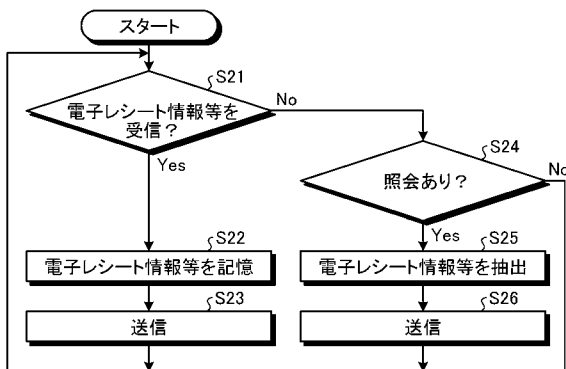 スタート
S21
電子レシート情報等を
受信？
No
Yes
S24
照会あり？
No
Yes
S22
電子レシート情報等を記憶
S25
電子レシート情報等を抽出
S23
送信
S26
送信